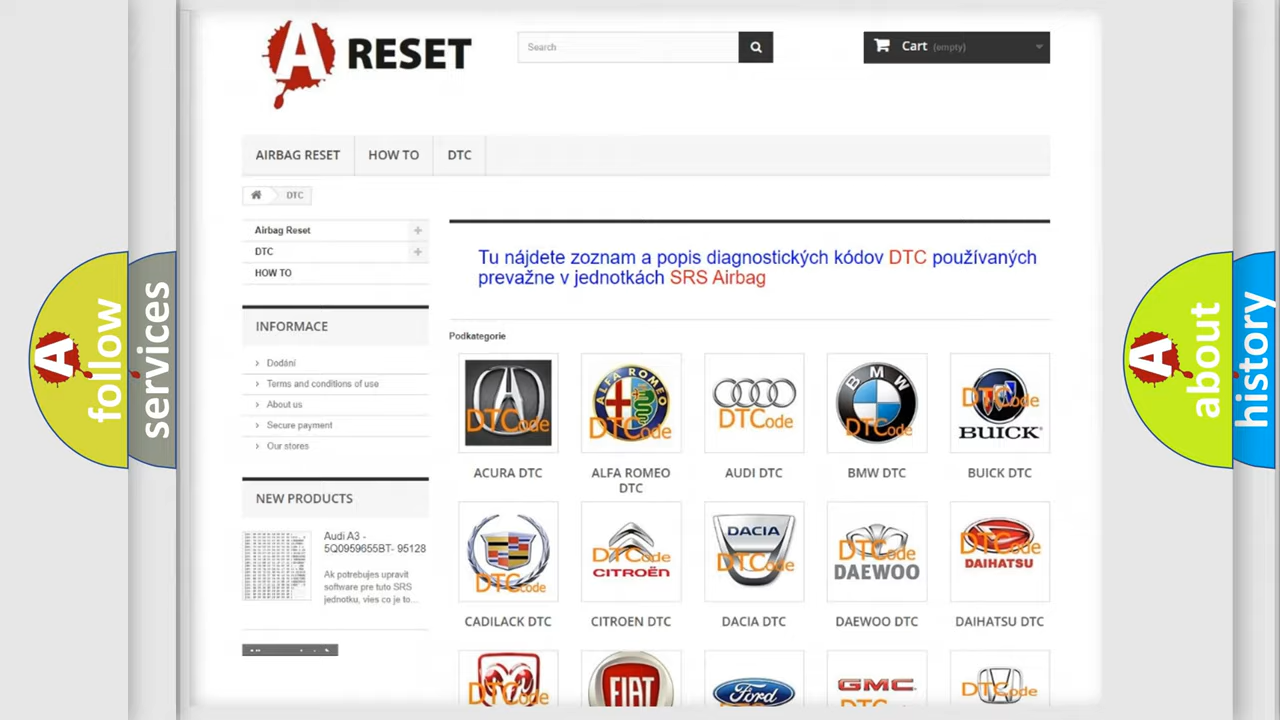 A RESET
Search
Cart (empty)
AIRBAG RESET
HOW TO
DTC
DTC
Airbag Reset
DTC
HOW TO
INFORMACE
Dodání
Terms and conditions of use
About us
Secure payment
Our stores
NEW PRODUCTS
Audi A3 -
5Q0959655BT- 95128
Ak potrebujes upravit
software pre tuto SRS
jednotku, vies co je to...
Tu nájdete zoznam a popis diagnostických kódov DTC používaných
prevažne v jednotkách SRS Airbag
Podkategorie
DTCode
ALFA ROMEO
DTCode
DTCode
BMW
DTCode
DTCode
BUICK
ACURA DTC
ALFA ROMEO
DTC
AUDI DTC
BMW DTC
BUICK DTC
DTCode
DTCode
CITROËN
DACIA
DTCode
DTCode
DAEWOO
DTCode
DAIHATSU
CADILACK DTC
CITROEN DTC
DACIA DTC
DAEWOO DTC
DAIHATSU DTC
DTCode
FIAT
Ford
GMC
DTCode
A follow
services
A about
history